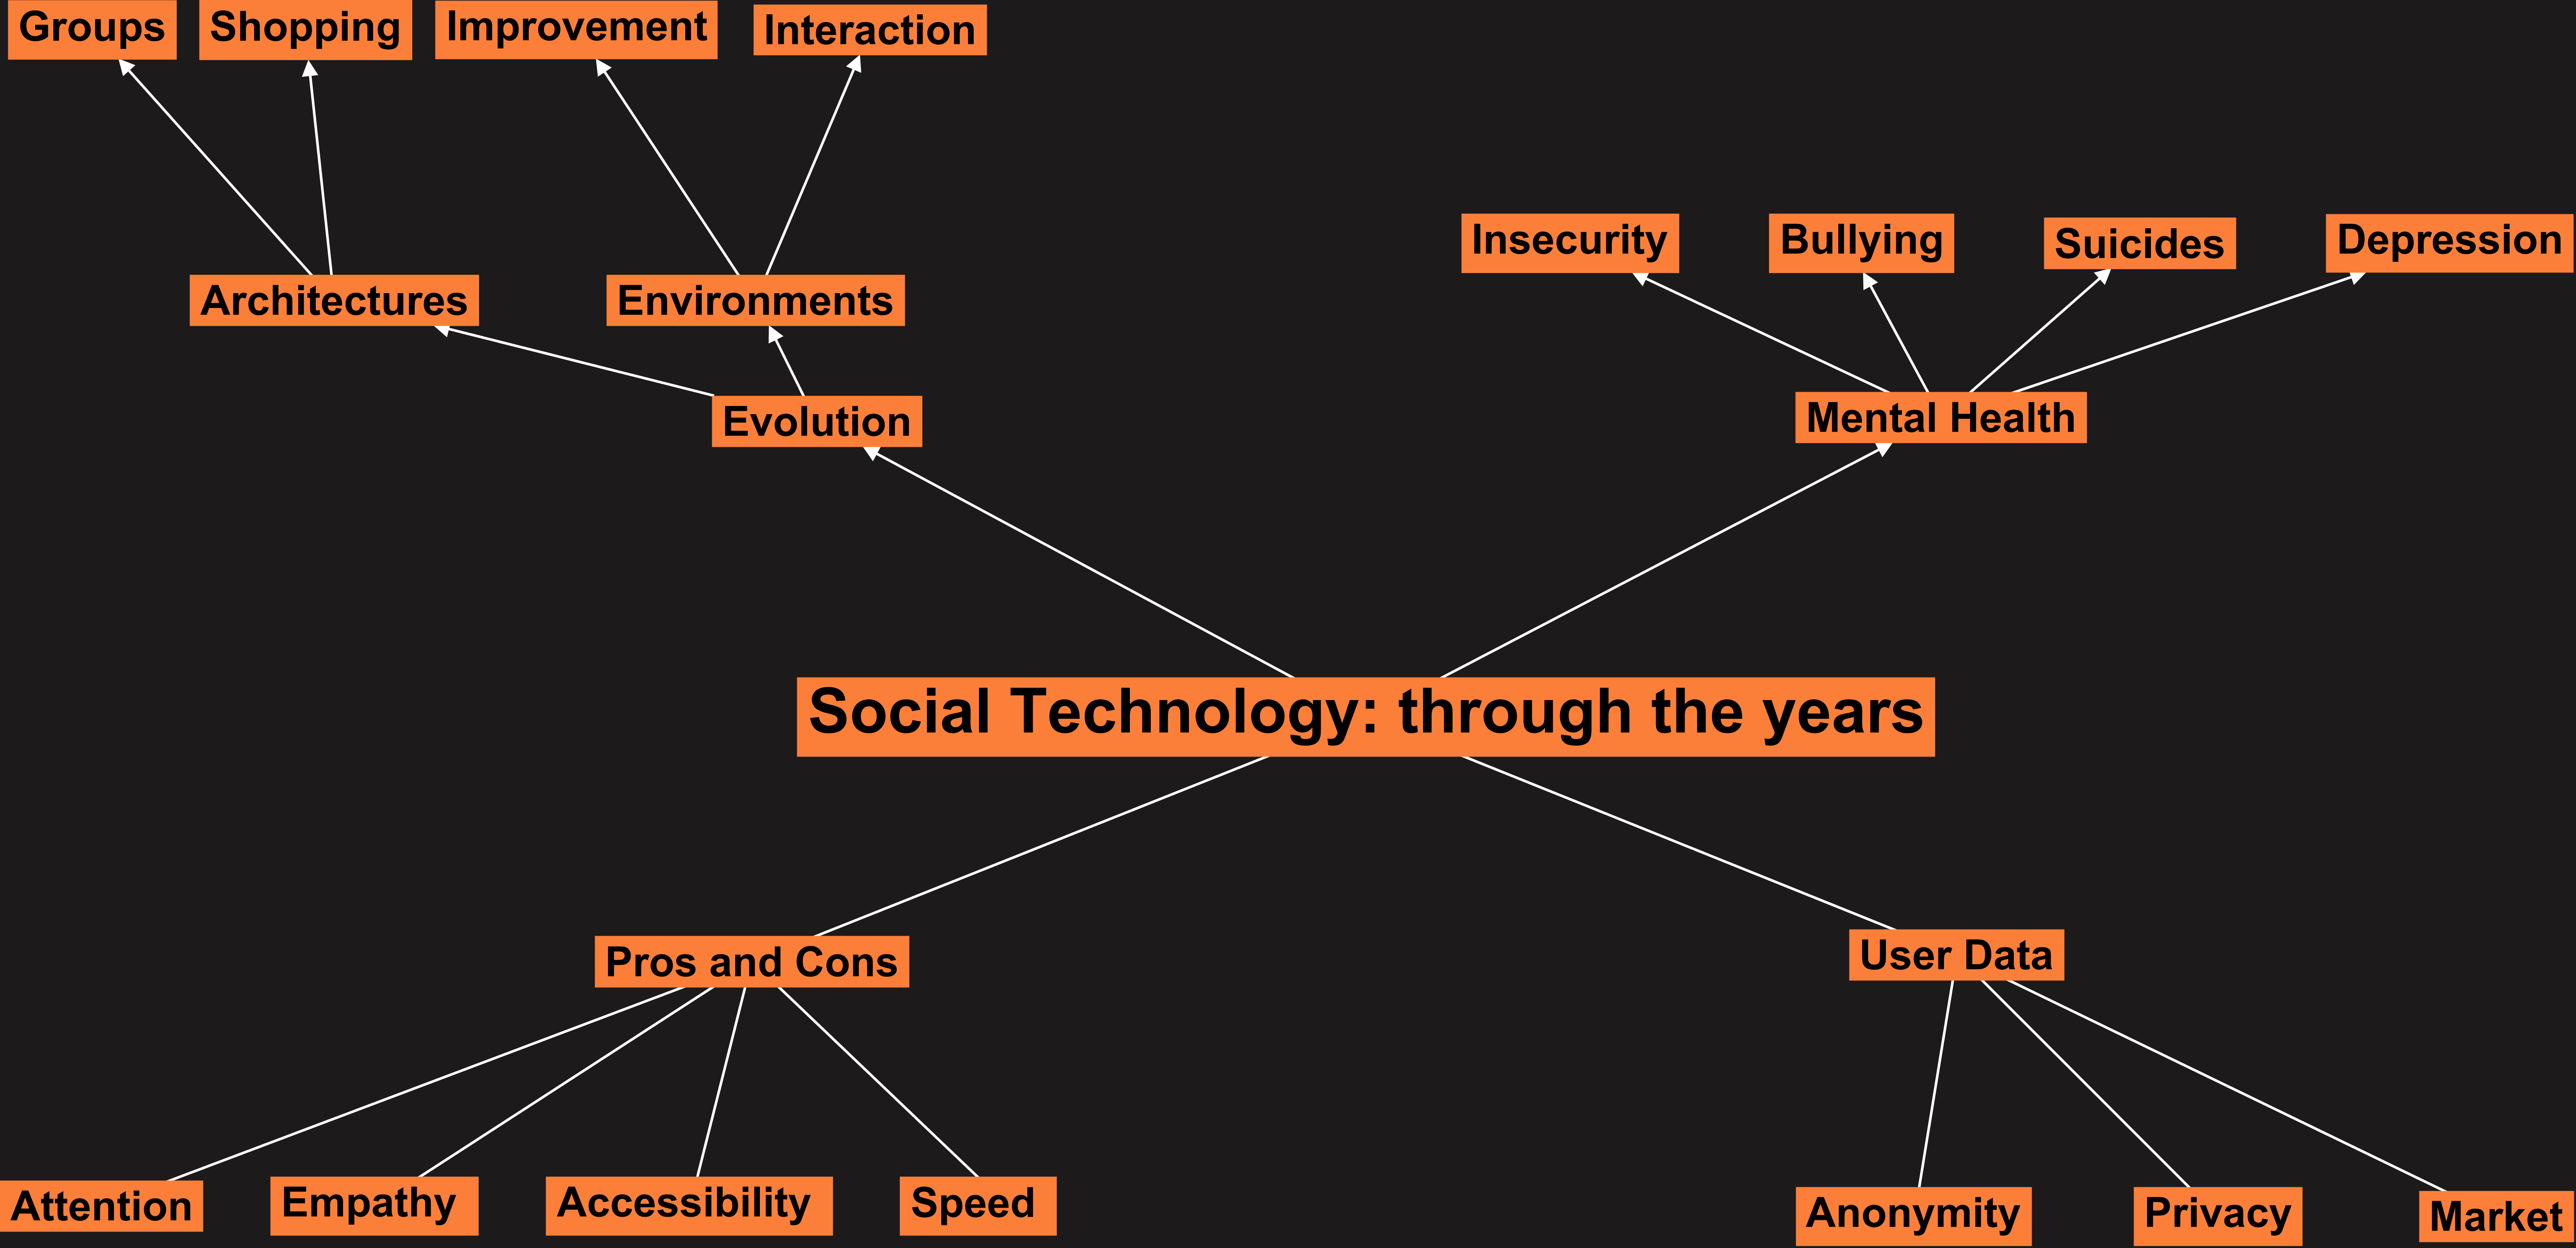 Groups
Shopping
Improvement
Interaction
Insecurity
Bullying
Suicides
Depression
Architectures
Environments
Evolution
Mental Health
Social Technology: through the years
Pros and Cons
User Data
Attention
Empathy
Accessibility
Speed
Anonymity
Privacy
Market